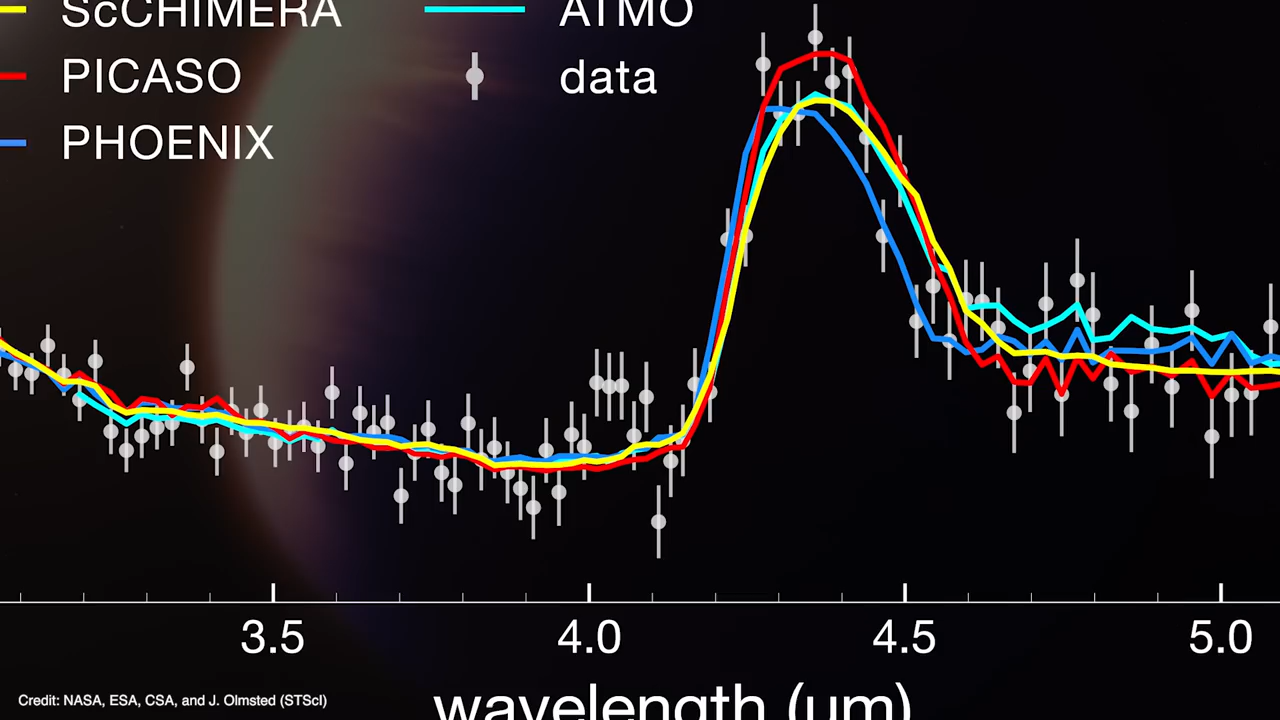 ScCHIMERA
ATMO
PICASO
data
PHOENIX
3.5 4.0 4.5 5.0
wavelength (um)
Credit: NASA, ESA, CSA, and J. Olmsted (STScI)